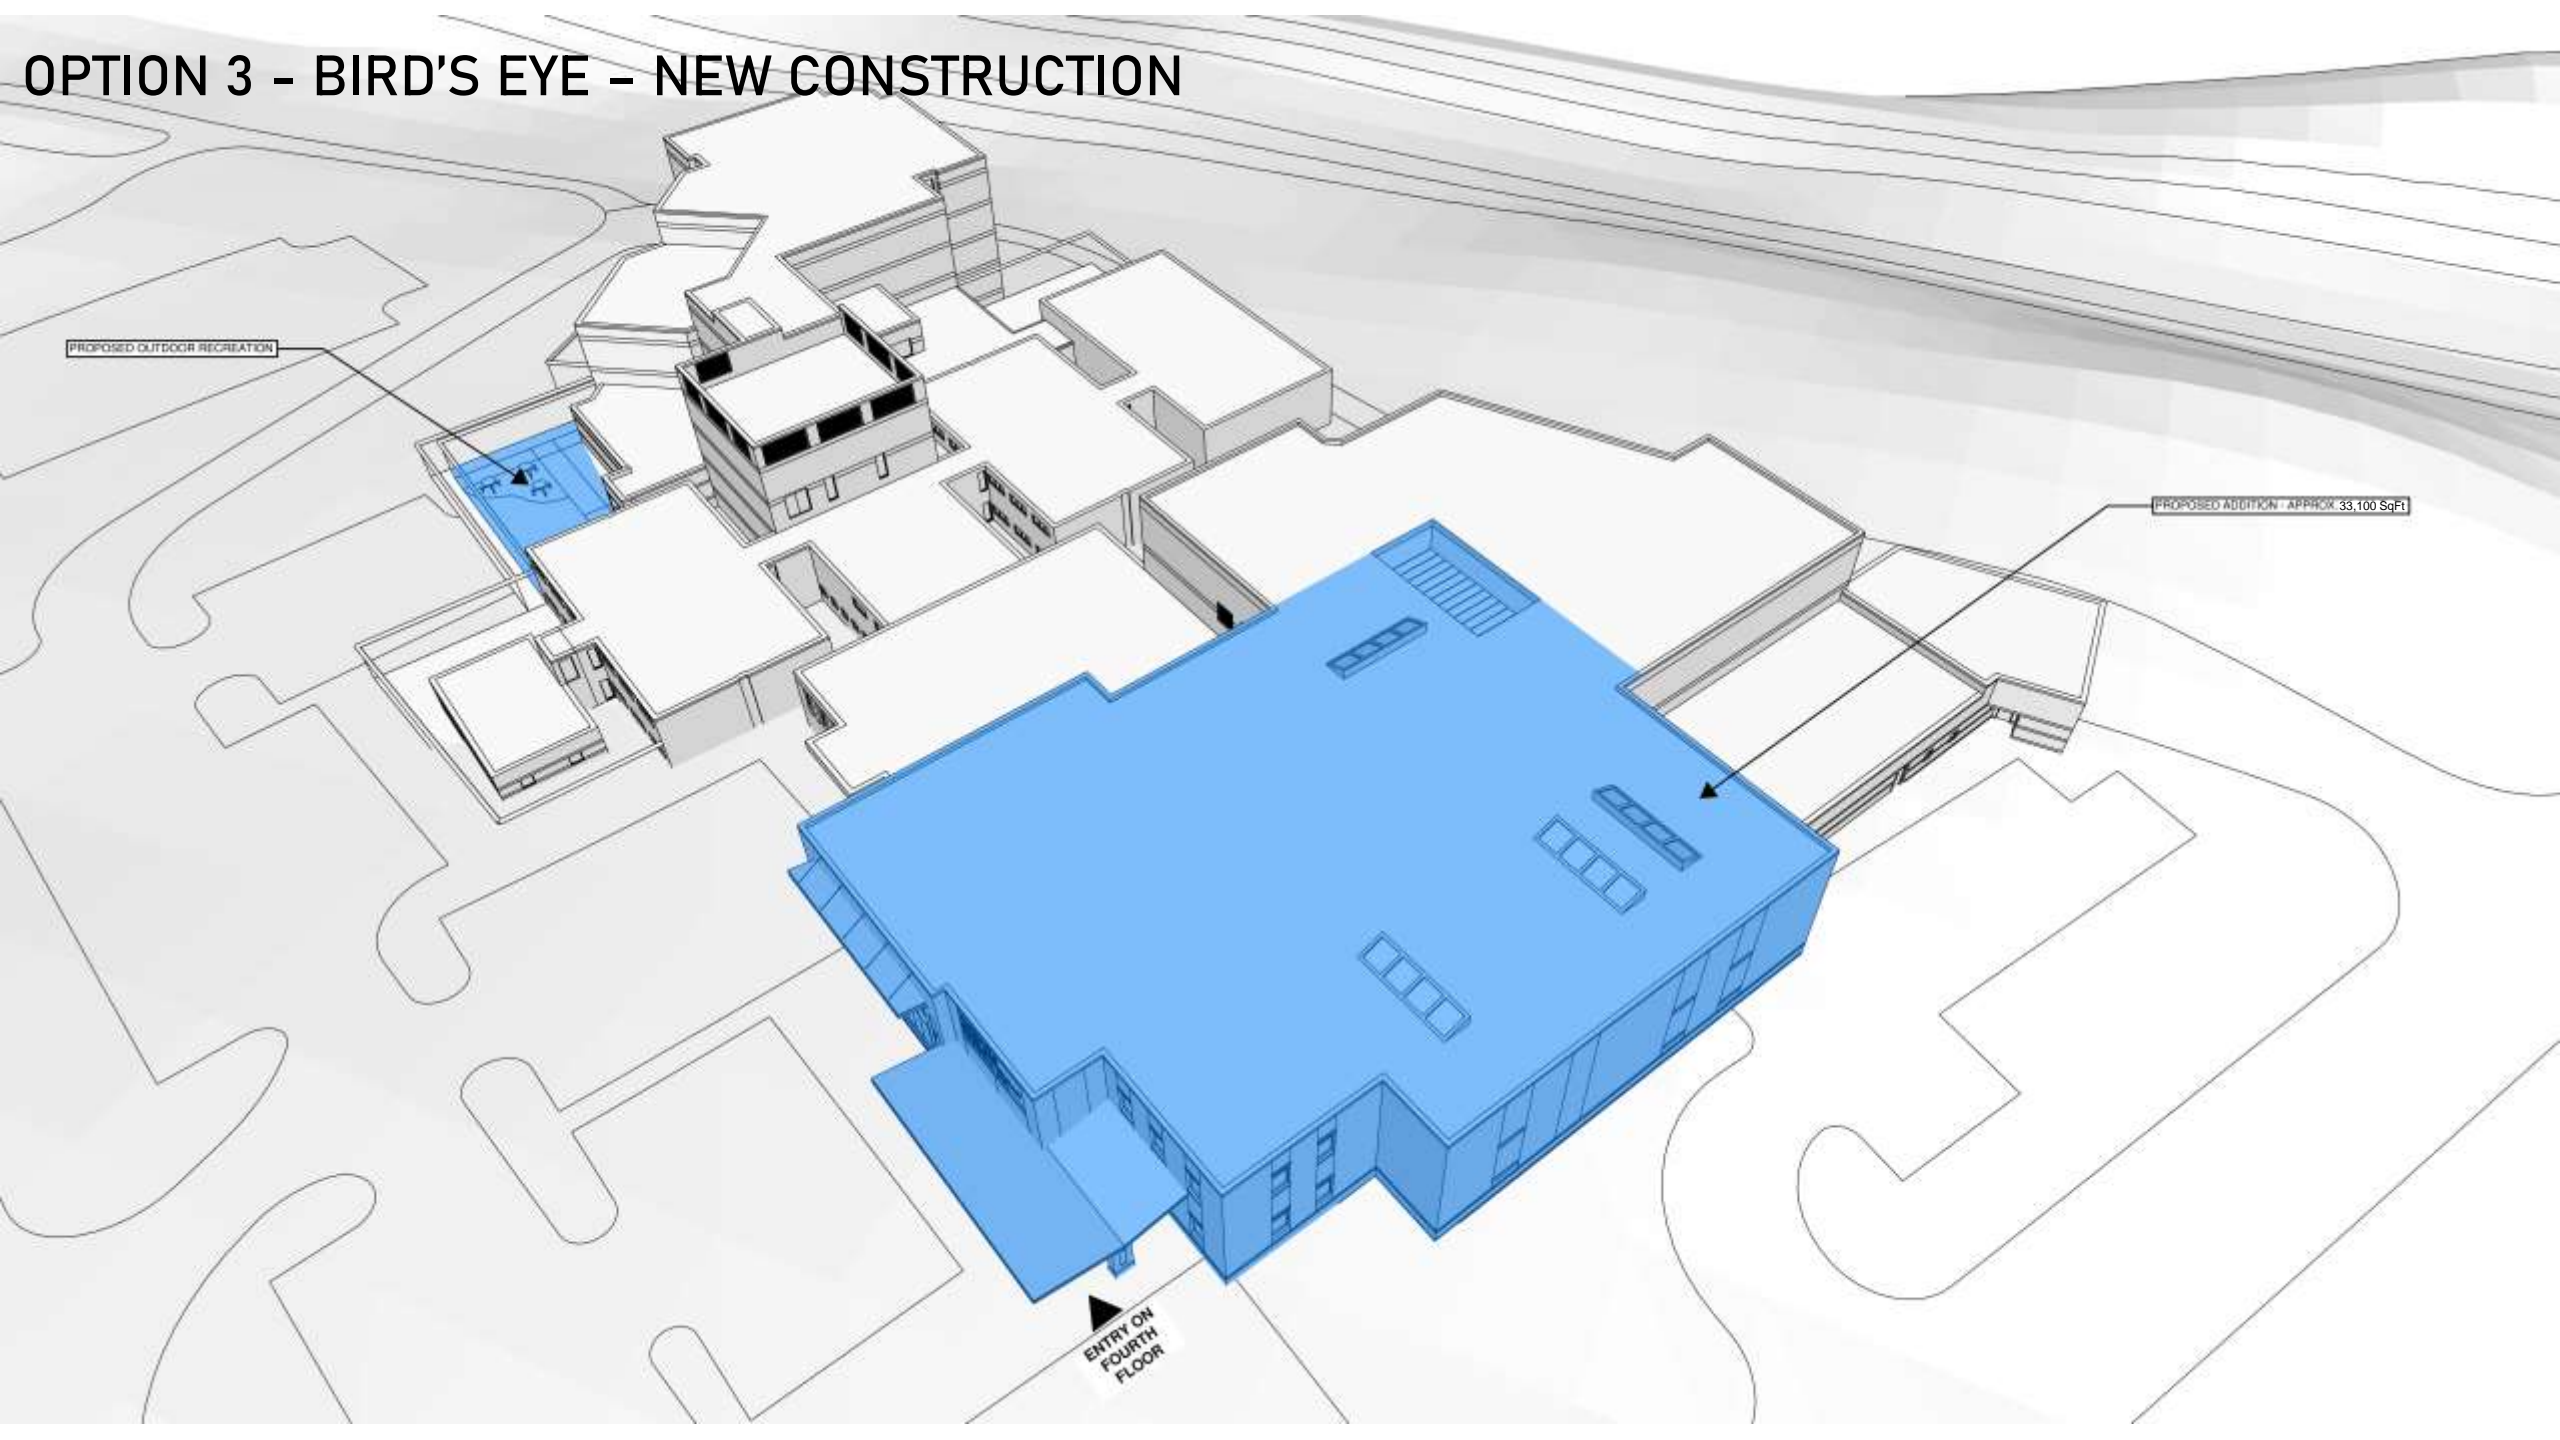 OPTION 3 – BIRD'S EYE – NEW CONSTRUCTION
PROPOSED OUTDOOR RECREATION
PROPOSED ADDITION - APPROX. 33,100 SqFt
ENTRY ON
FOURTH
FLOOR